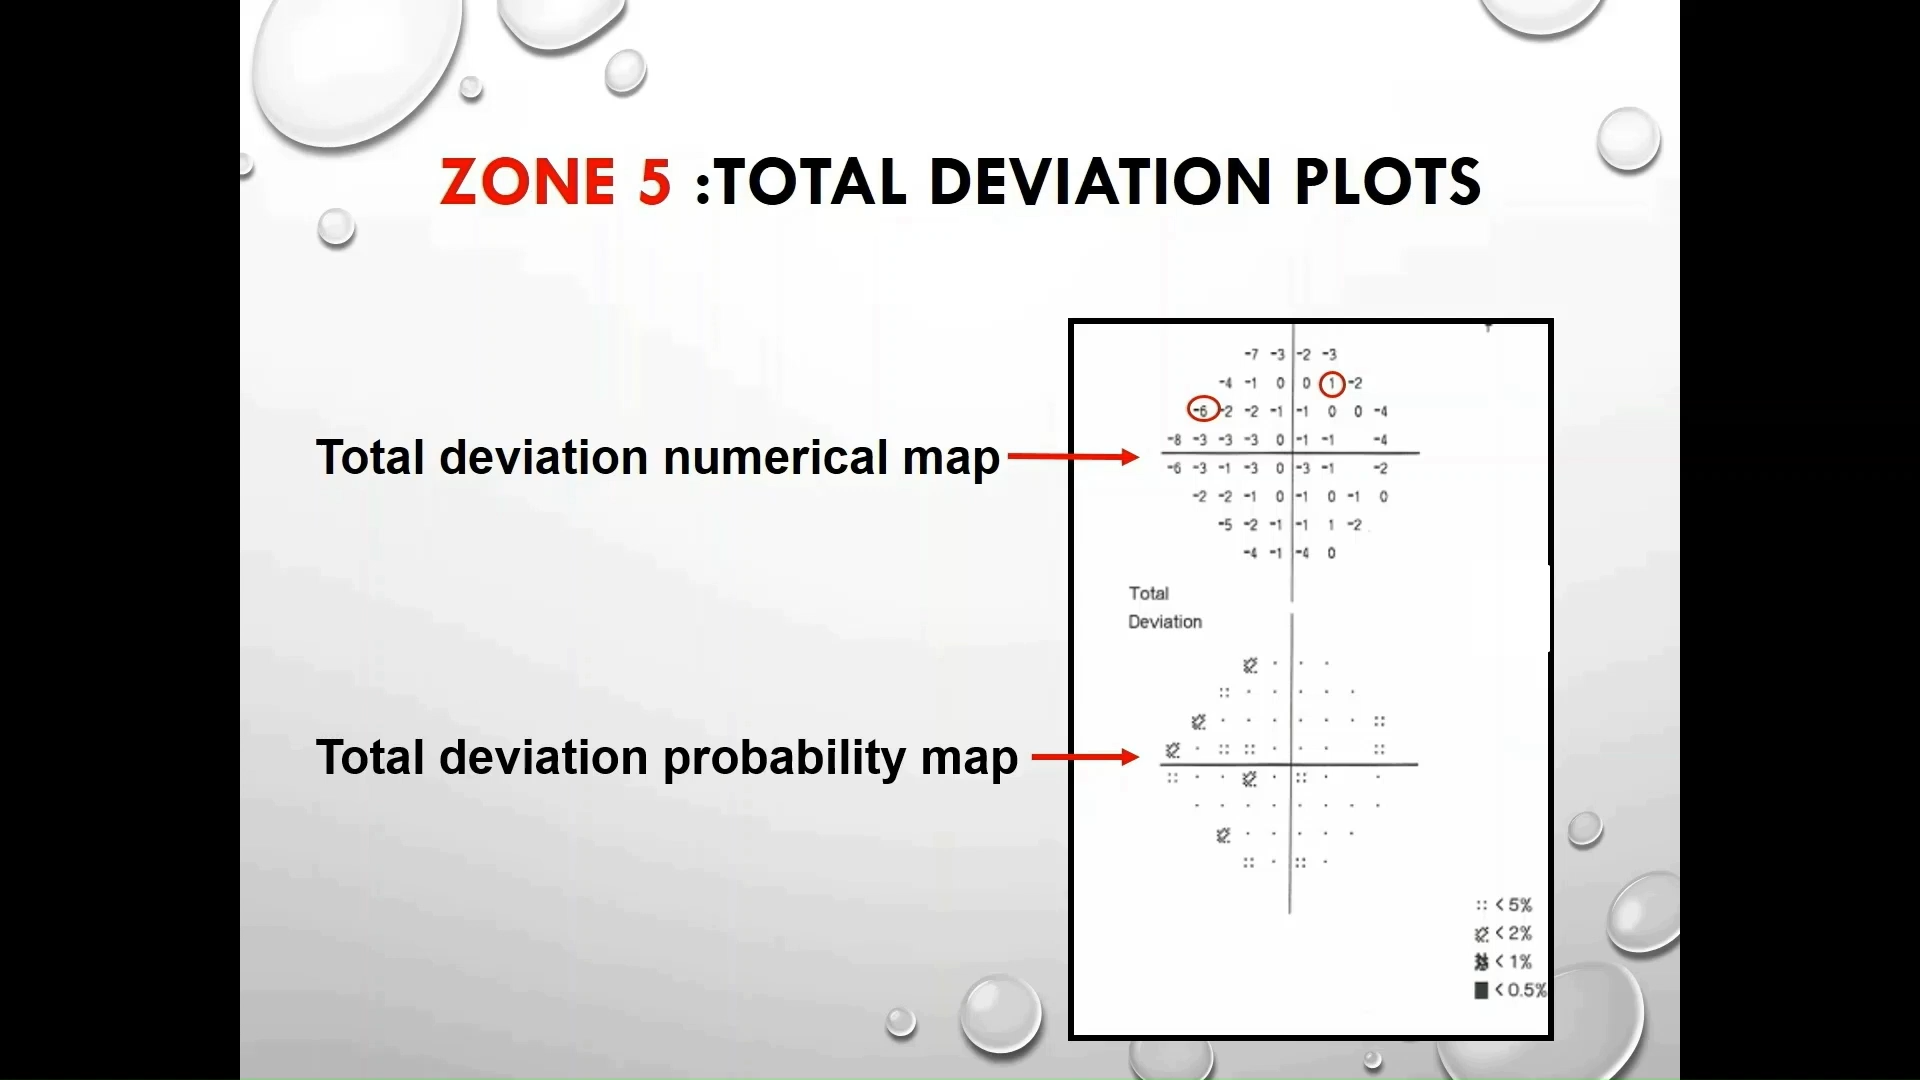 ZONE 5 :TOTAL DEVIATION PLOTS
Total deviation numerical map
-7 -3 -2 -3
-4 -1 0 0 1 -2
-6 -2 -2 -1 -1 0 0 -4
-8 -3 -3 -3 0 -1 -1 -4
-6 -3 -1 -3 0 -3 -1 -2
-2 -2 -1 0 -1 0 -1 0
-5 -2 -1 -1 1 -2
-4 -1 -4 0
Total
Deviation
Total deviation probability map
< 5%
< 2%
< 1%
< 0.5%